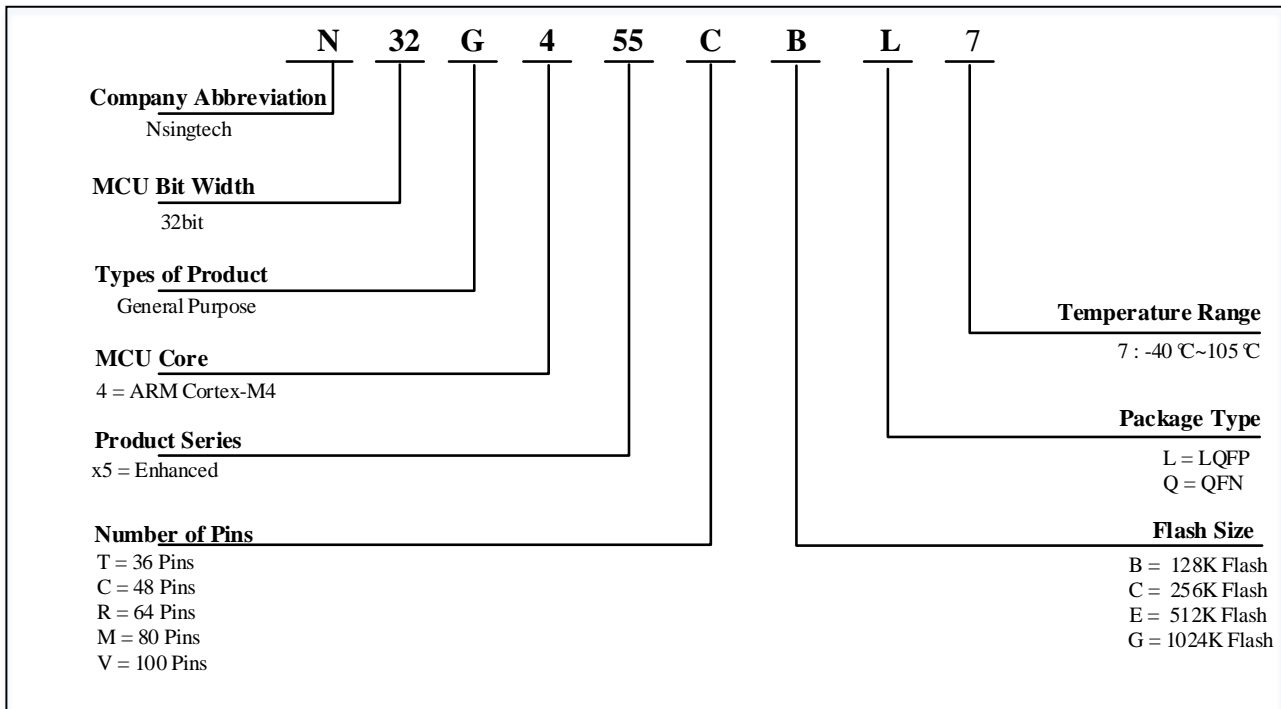 N 32 G 4 55 C B L 7
Company Abbreviation
Nsingtech
MCU Bit Width
32bit
Types of Product
General Purpose
MCU Core
4 = ARM Cortex-M4
Product Series
x5 = Enhanced
Number of Pins
T = 36 Pins
C = 48 Pins
R = 64 Pins
M = 80 Pins
V = 100 Pins
Temperature Range
7 : -40 ℃~105 ℃
Package Type
L = LQFP
Q = QFN
Flash Size
B = 128K Flash
C = 256K Flash
E = 512K Flash
G = 1024K Flash